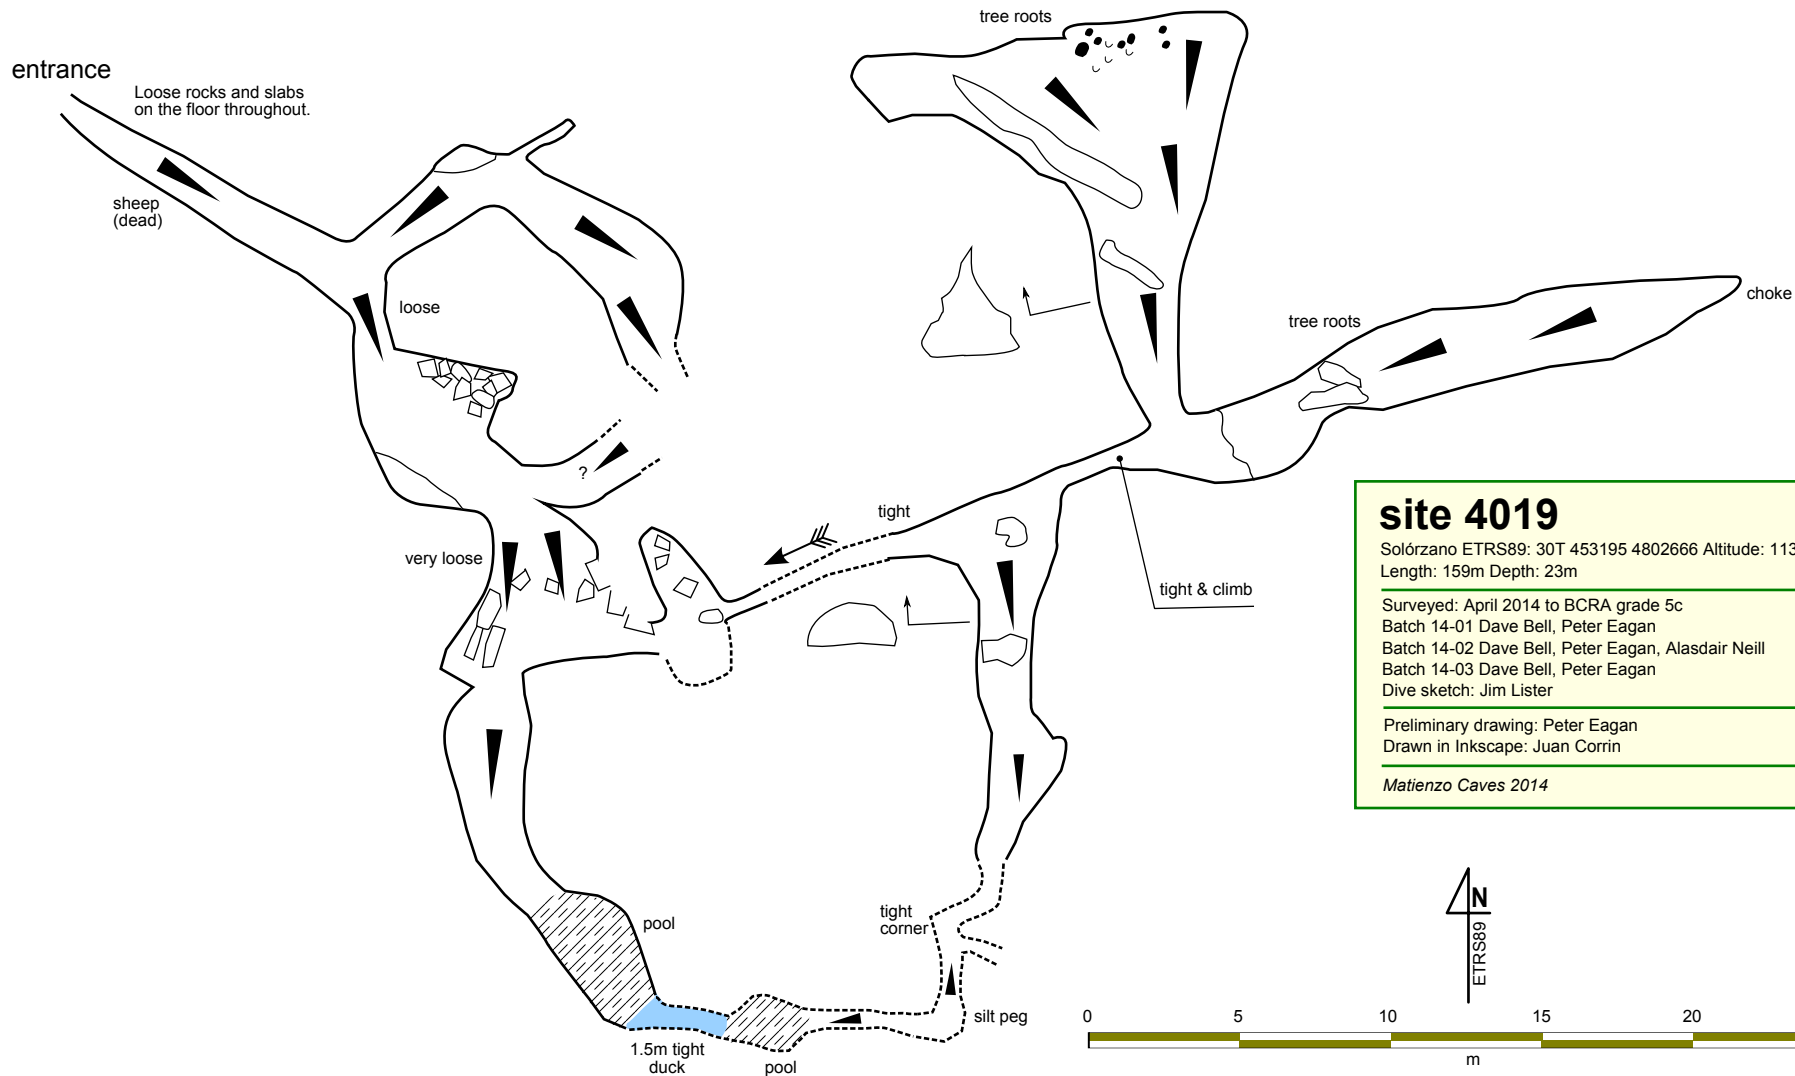 tree roots
entrance
Loose rocks and slabs
on the floor throughout.
sheep
(dead)
loose
choke
tree roots
?
tight
very loose
tight & climb
site 4019
Solórzano ETRS89: 30T 453195 4802666 Altitude: 113
Length: 159m Depth: 23m
Surveyed: April 2014 to BCRA grade 5c
Batch 14-01 Dave Bell, Peter Eagan
Batch 14-02 Dave Bell, Peter Eagan, Alasdair Neill
Batch 14-03 Dave Bell, Peter Eagan
Dive sketch: Jim Lister
Preliminary drawing: Peter Eagan
Drawn in Inkscape: Juan Corrin
Matienzo Caves 2014
pool
tight
corner
N
ETRS89
silt peg
1.5m tight
duck
pool
0 5 10 15 20
m